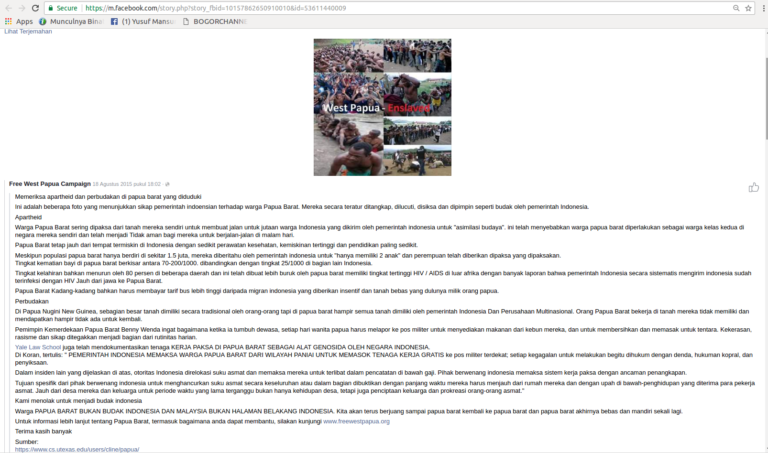 Secure https://m.facebook.com/story.php?story_fbid=10157862650910010&id=53611440009
Apps Munculnya Bina (1) Yusuf Mansu BOGORCHANN
Lihat Terjemahan
West Papua - Enslaved
Free West Papua Campaign 18 Agustus 2015 pukul 18:02
Memeriksa apartheid dan perbudakan di papua barat yang diduduki
Ini adalah beberapa foto yang menunjukkan sikap pemerintah indoensian terhadap warga Papua Barat. Mereka secara teratur ditangkap, dilucuti, disiksa dan dipimpin seperti budak oleh pemerintah Indonesia.
Apartheid
Warga Papua Barat sering dipaksa dari tanah mereka sendiri untuk membuat jalan untuk jutaan warga Indonesia yang dikirim oleh pemerintah indonesia untuk "asimilasi budaya". ini telah menyebabkan warga papua barat diperlakukan sebagai warga kelas kedua di
negara mereka sendiri dan telah menjadi Tidak aman bagi mereka untuk berjalan-jalan di malam hari.
Papua Barat tetap jauh dari tempat termiskin di Indonesia dengan sedikit perawatan kesehatan, kemiskinan tertinggi dan pendidikan paling sedikit.
Meskipun populasi papua barat hanya berdiri di sekitar 1.5 juta, mereka diberitahu oleh pemerintah indonesia untuk "hanya memiliki 2 anak" dan perempuan telah diberikan dipaksa yang dipaksakan.
Tingkat kematian bayi di papua barat berkisar antara 70-200/1000. dibandingkan dengan tingkat 25/1000 di bagian lain Indonesia.
Tingkat kelahiran bahkan menurun oleh 80 persen di beberapa daerah dan ini telah dibuat lebih buruk oleh papua barat memiliki tingkat tertinggi HIV / AIDS di luar afrika dengan banyak laporan bahwa pemerintah Indonesia secara sistematis mengirim indonesia sudah
terinfeksi dengan HIV Jauh dari jawa ke Papua Barat.
Papua Barat Kadang-kadang bahkan harus membayar tarif bus lebih tinggi daripada migran indonesia yang diberikan insentif dan tanah bebas yang dulunya milik orang papua.
Perbudakan
Di Papua Nugini New Guinea, sebagian besar tanah dimiliki secara tradisional oleh orang-orang tapi di papua barat hampir semua tanah dimiliki oleh pemerintah Indonesia Dan Perusahaan Multinasional. Orang Papua Barat bekerja di tanah mereka tidak memiliki dan
mendapatkan hampir tidak ada untuk kembali.
Pemimpin Kemerdekaan Papua Barat Benny Wenda ingat bagaimana ketika ia tumbuh dewasa, setiap hari wanita papua harus melapor ke pos militer untuk menyediakan makanan dari kebun mereka, dan untuk membersihkan dan memasak untuk tentara. Kekerasan,
rasisme dan sikap ditegakkan menjadi bagian dari rutinitas harian.
Yale Law School juga telah mendokumentasikan tenaga KERJA PAKSA DI PAPUA BARAT SEBAGAI ALAT GENOSIDA OLEH NEGARA INDONESIA.
Di Koran, tertulis: " PEMERINTAH INDONESIA MEMAKSA WARGA PAPUA BARAT DARI WILAYAH PANIAI UNTUK MEMASOK TENAGA KERJA GRATIS ke pos militer terdekat; setiap kegagalan untuk melakukan begitu dihukum dengan denda, hukuman kopral, dan
penyiksaan.
Dalam insiden lain yang dijelaskan di atas, otoritas Indonesia direlokasi suku asmat dan memaksa mereka untuk terlibat dalam pencatatan di bawah gaji. Pihak berwenang indonesia memaksa sistem kerja paksa dengan ancaman penangkapan.
Tujuan spesifik dari pihak berwenang indonesia untuk menghancurkan suku asmat secara keseluruhan atau dalam bagian dibuktikan dengan panjang waktu mereka harus menjauh dari rumah mereka dan dengan upah di bawah-penghidupan yang diterima para pekerja
asmat. Jauh dari desa mereka dan keluarga untuk periode waktu yang lama terganggu bukan hanya kehidupan desa, tetapi juga penciptaan keluarga dan prokreasi orang-orang asmat."
Kami menolak untuk menjadi budak indonesia
Warga PAPUA BARAT BUKAN BUDAK INDONESIA DAN MALAYSIA BUKAN HALAMAN BELAKANG INDONESIA. Kita akan terus berjuang sampai papua barat kembali ke papua barat dan papua barat akhirnya bebas dan mandiri sekali lagi.
Untuk informasi lebih lanjut tentang Papua Barat, termasuk bagaimana anda dapat membantu, silakan kunjungi www.freewestpapua.org
Terima kasih banyak
Sumber:
https://www.cs.utexas.edu/users/cline/papua/